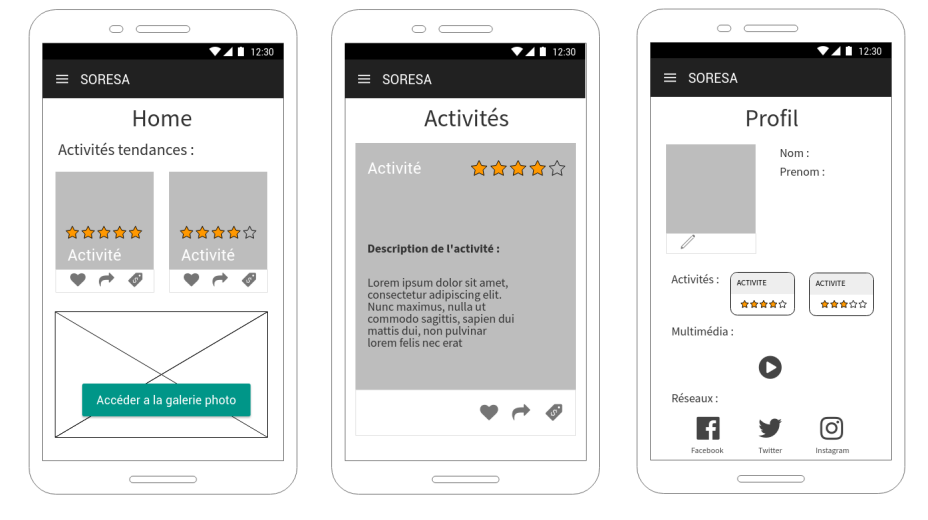 12:30
SORESA
Home
Activités tendances :
Activité
Activité
Accéder a la galerie photo
12:30
SORESA
Activités
Activité
Description de l'activité :
Lorem ipsum dolor sit amet,
consectetur adipiscing elit.
Nunc maximus, nulla ut
commodo sagittis, sapien dui
mattis dui, non pulvinar
lorem felis nec erat
12:30
SORESA
Profil
Nom :
Prenom :
Activités :
ACTIVITE
ACTIVITE
Multimédia :
Réseaux :
Facebook
Twitter
Instagram